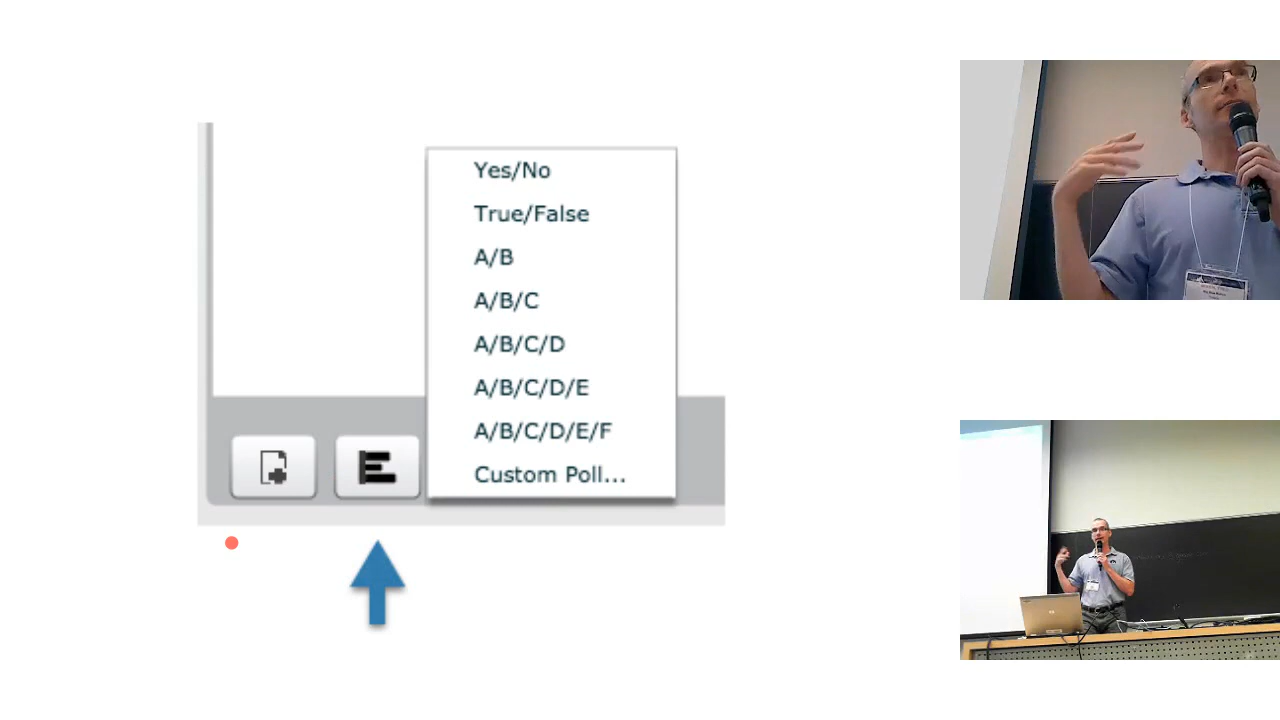 Yes/No
True/False
A/B
A/B/C
A/B/C/D
A/B/C/D/E
A/B/C/D/E/F
Custom Poll...